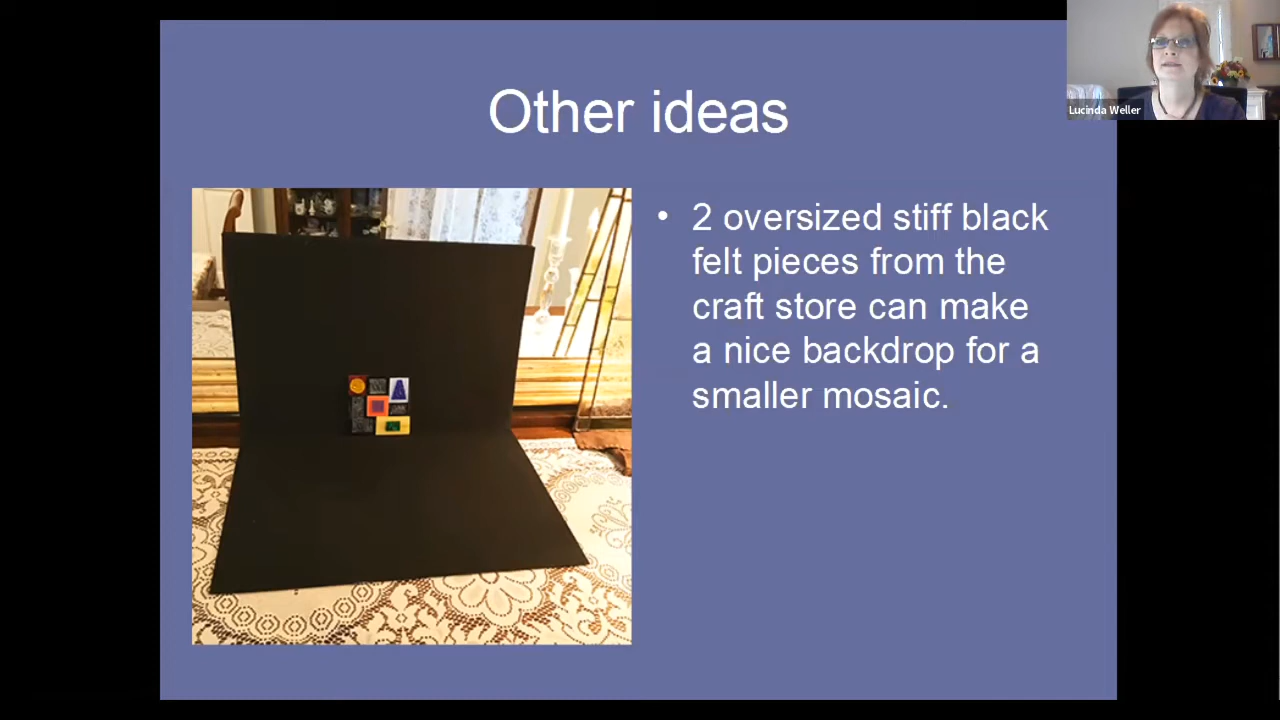 Other ideas
Lucinda Weller
• 2 oversized stiff black
felt pieces from the
craft store can make
a nice backdrop for a
smaller mosaic.